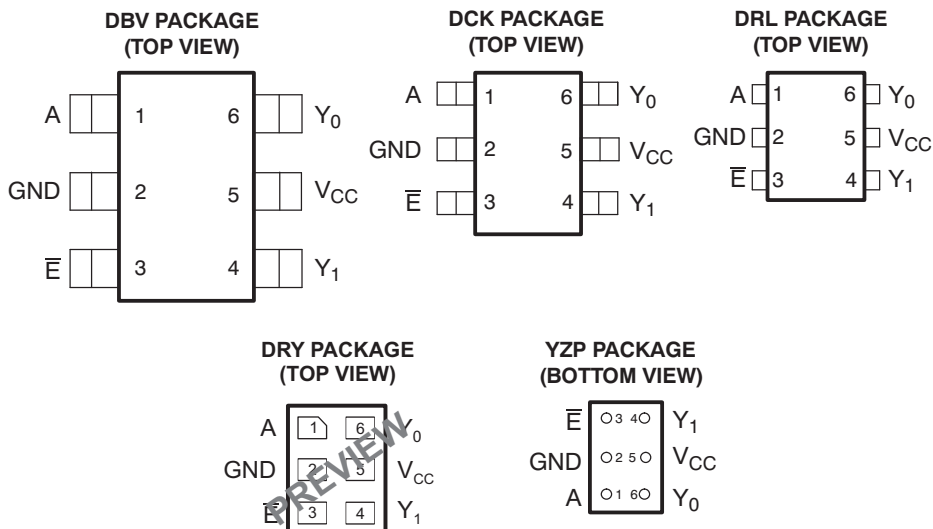 DBV PACKAGE
(TOP VIEW)
A 1 6 Y0
GND 2 5 VCC
E̅ 3 4 Y1
DCK PACKAGE
(TOP VIEW)
A 1 6 Y0
GND 2 5 VCC
E̅ 3 4 Y1
DRL PACKAGE
(TOP VIEW)
A 1 6 Y0
GND 2 5 VCC
E̅ 3 4 Y1
DRY PACKAGE
(TOP VIEW)
A 1 6 Y0
GND 2 5 VCC
E̅ 3 4 Y1
PREVIEW
YZP PACKAGE
(BOTTOM VIEW)
E̅ 3 4 Y1
GND 2 5 VCC
A 1 6 Y0